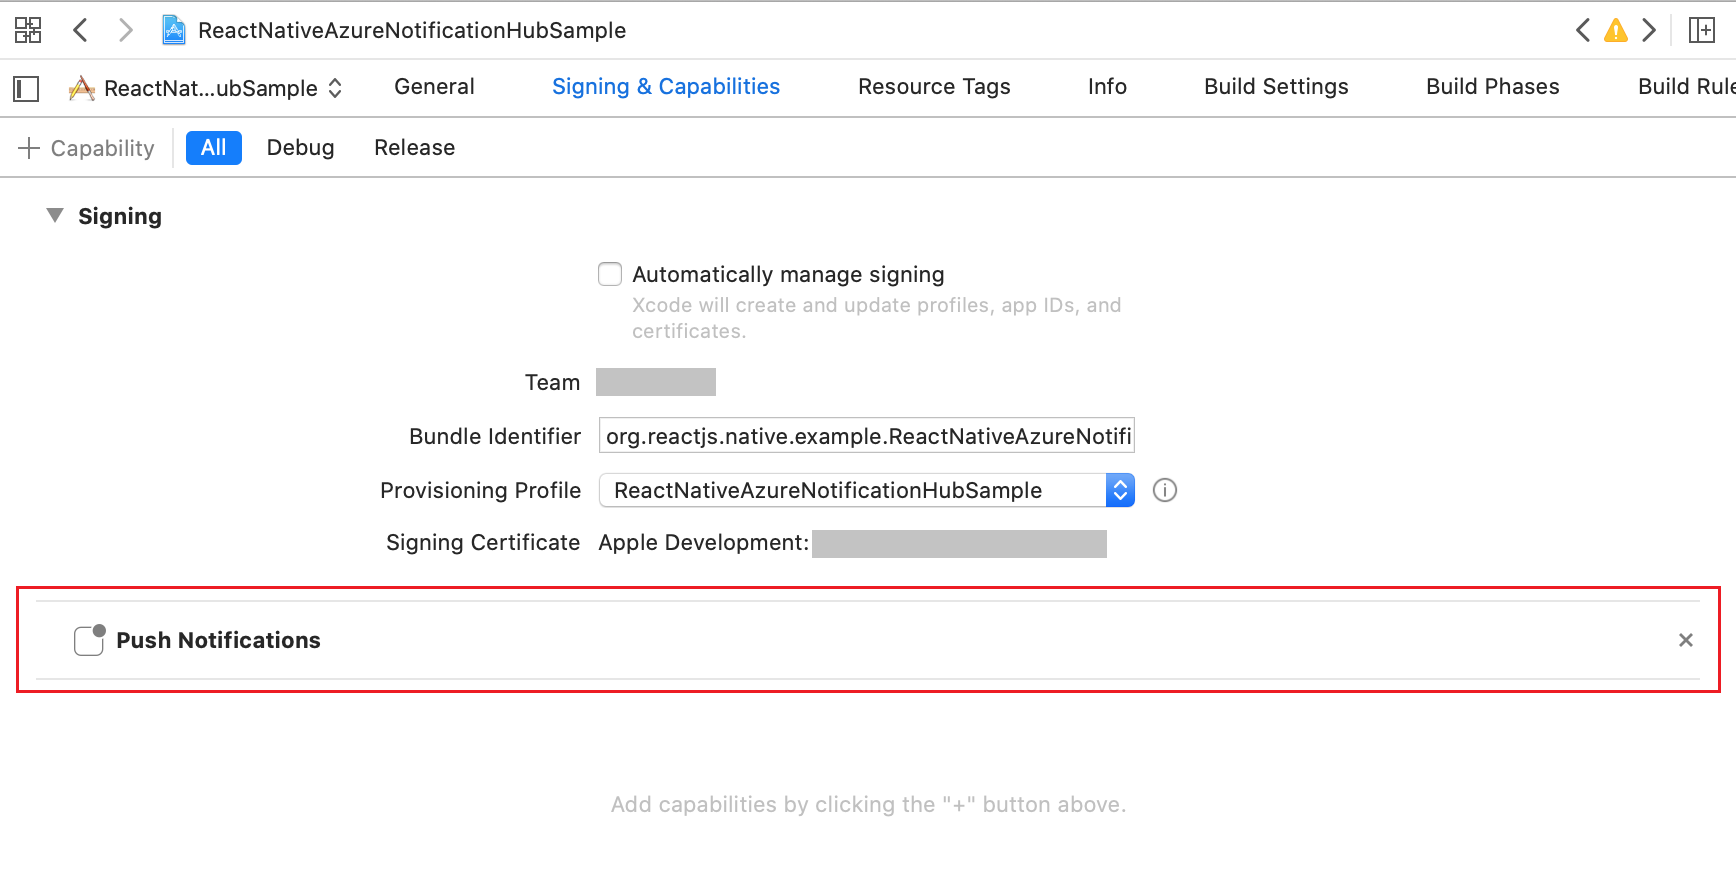 ReactNativeAzureNotificationHubSample
ReactNat...ubSample General Signing & Capabilities Resource Tags Info Build Settings Build Phases Build Rule
+ Capability All Debug Release
Signing
Automatically manage signing
Xcode will create and update profiles, app IDs, and
certificates.
Team
Bundle Identifier org.reactjs.native.example.ReactNativeAzureNotifi
Provisioning Profile ReactNativeAzureNotificationHubSample
Signing Certificate Apple Development:
Push Notifications
Add capabilities by clicking the "+" button above.